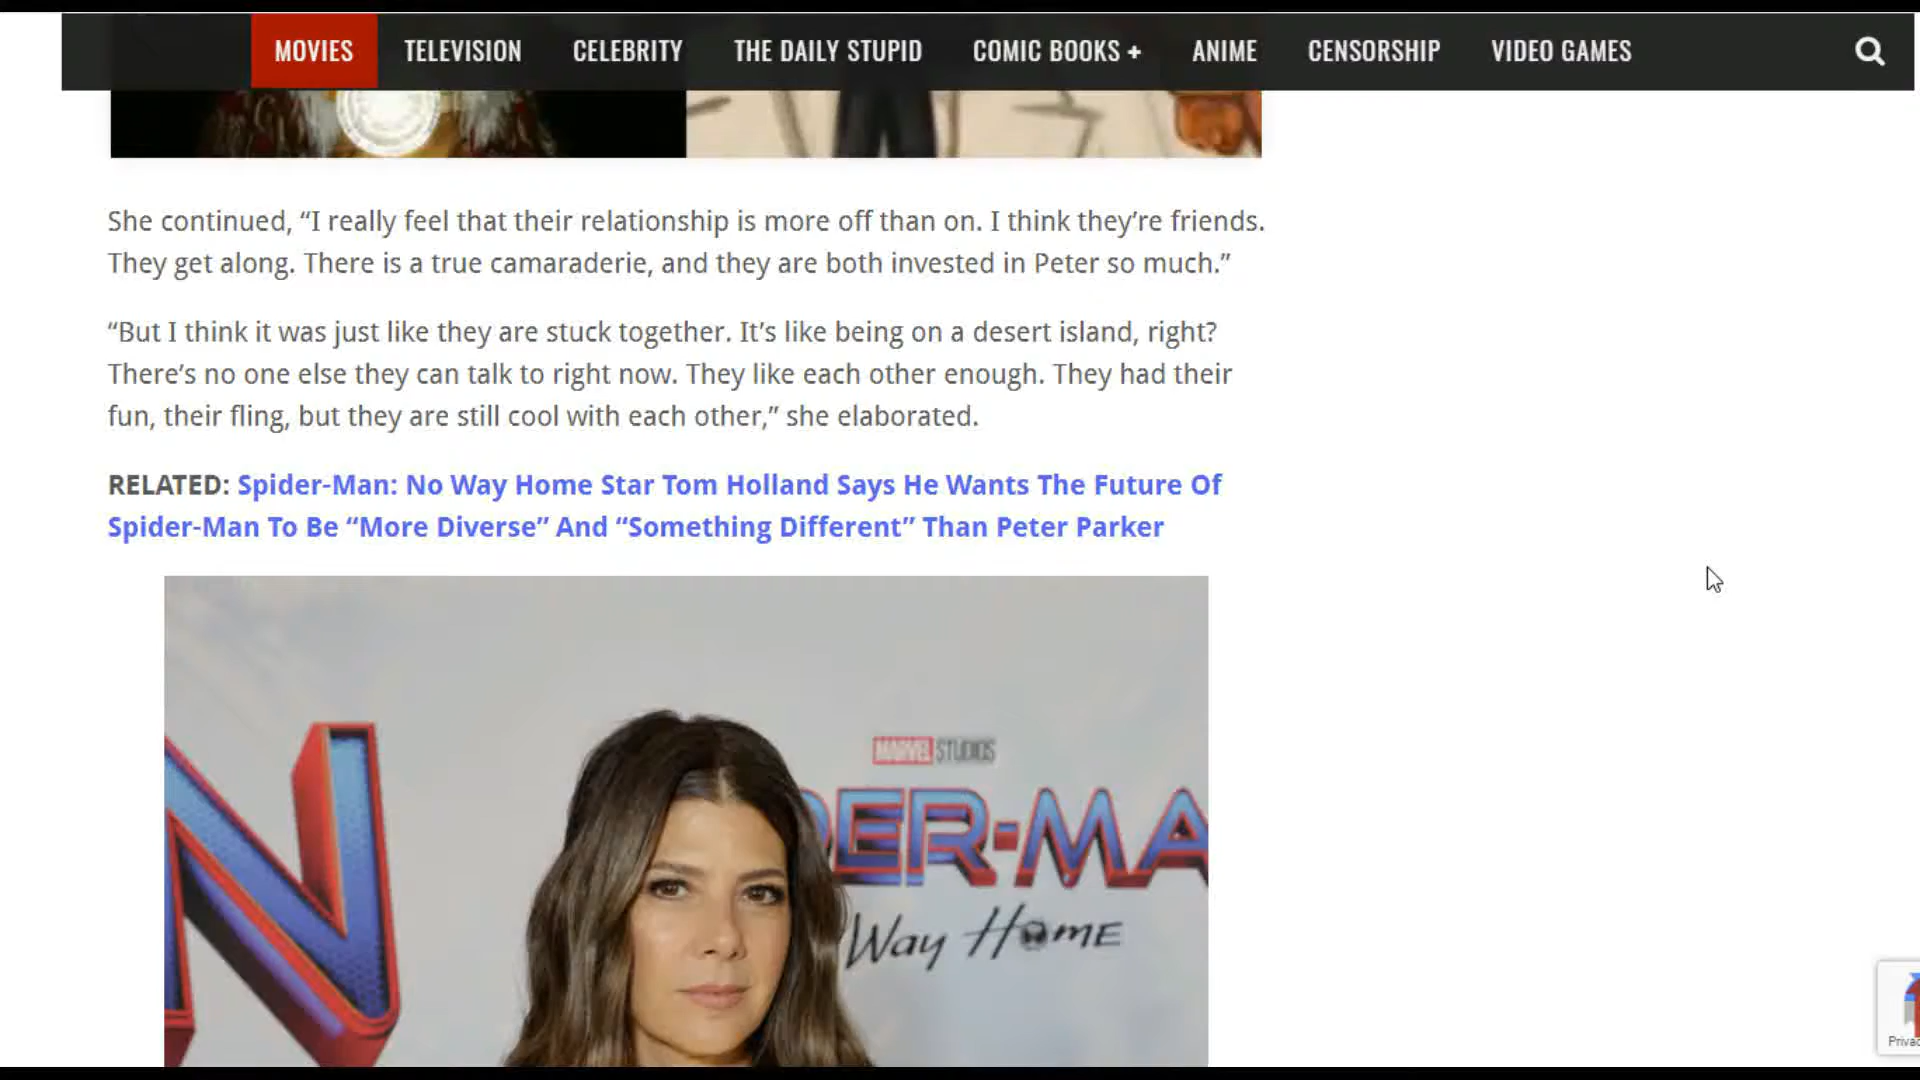 MOVIES TELEVISION CELEBRITY THE DAILY STUPID COMIC BOOKS + ANIME CENSORSHIP VIDEO GAMES
She continued, “I really feel that their relationship is more off than on. I think they’re friends.
They get along. There is a true camaraderie, and they are both invested in Peter so much.”
“But I think it was just like they are stuck together. It’s like being on a desert island, right?
There’s no one else they can talk to right now. They like each other enough. They had their
fun, their fling, but they are still cool with each other,” she elaborated.
RELATED: Spider-Man: No Way Home Star Tom Holland Says He Wants The Future Of
Spider-Man To Be “More Diverse” And “Something Different” Than Peter Parker
MARVEL STUDIOS
N DER-MA
Way HOME
Privac